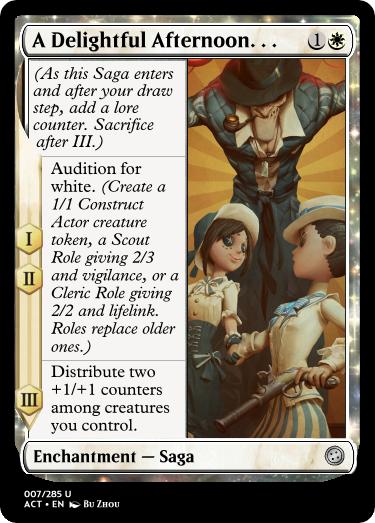 A Delightful Afternoon. . . 1
(As this Saga enters
and after your draw
step, add a lore
counter. Sacrifice
after III.)
I
II
Audition for
white. (Create a
1/1 Construct
Actor creature
token, a Scout
Role giving 2/3
and vigilance, or a
Cleric Role giving
2/2 and lifelink.
Roles replace older
ones.)
III
Distribute two
+1/+1 counters
among creatures
you control.
Enchantment — Saga
007/285 U
ACT • EN Bu Zhou